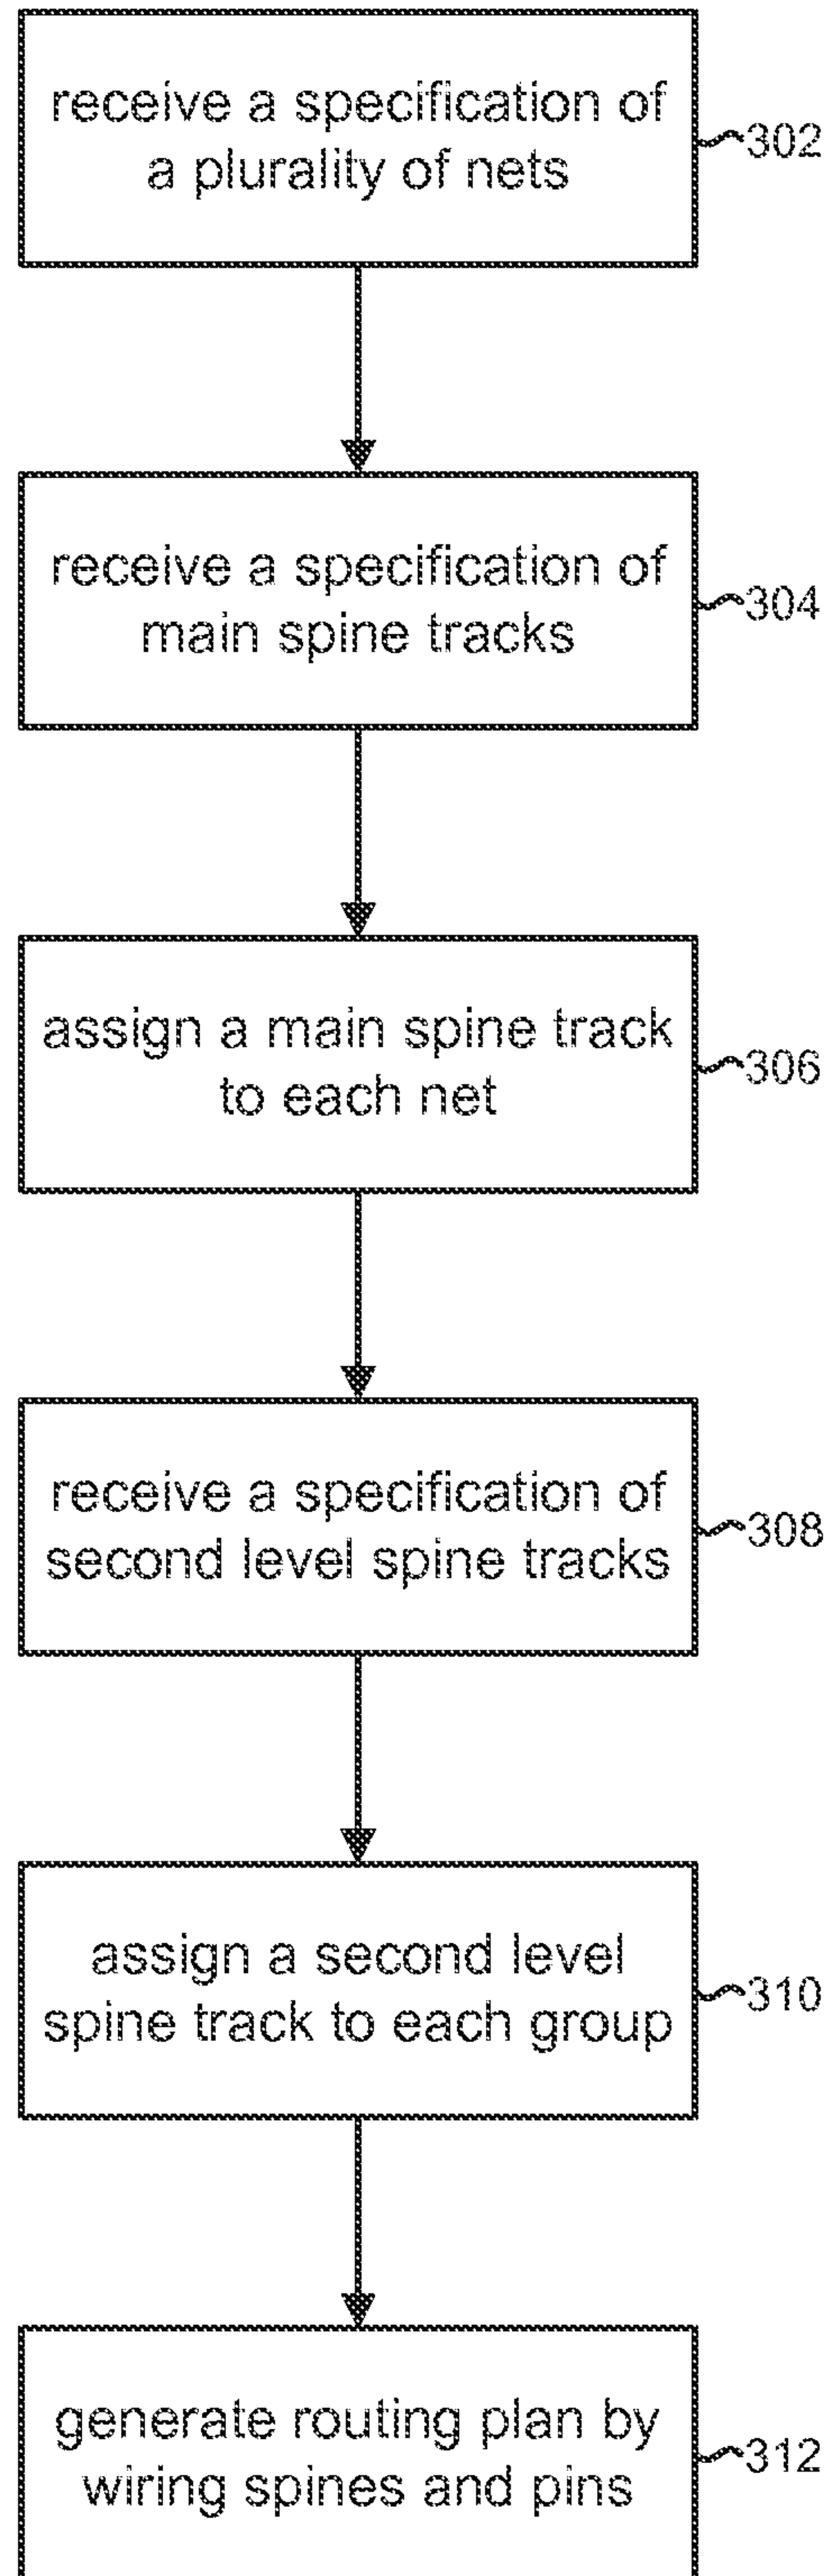 receive a specification of
a plurality of nets
302
receive a specification of
main spine tracks
304
assign a main spine track
to each net
306
receive a specification of
second level spine tracks
308
assign a second level
spine track to each group
310
generate routing plan by
wiring spines and pins
312